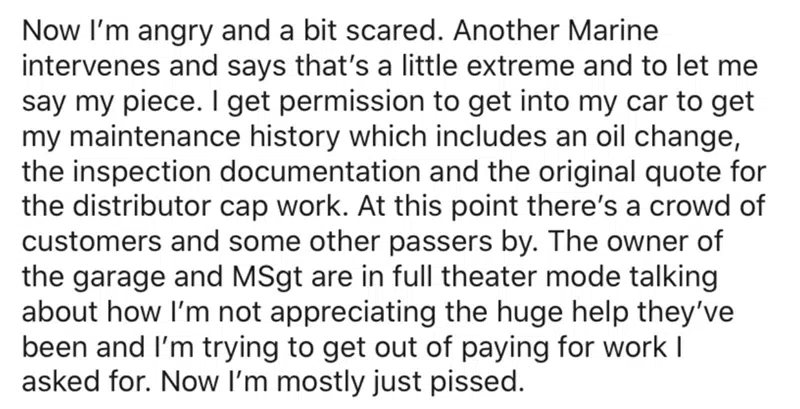 Now I’m angry and a bit scared. Another Marine
intervenes and says that’s a little extreme and to let me
say my piece. I get permission to get into my car to get
my maintenance history which includes an oil change,
the inspection documentation and the original quote for
the distributor cap work. At this point there’s a crowd of
customers and some other passers by. The owner of
the garage and MSgt are in full theater mode talking
about how I’m not appreciating the huge help they’ve
been and I’m trying to get out of paying for work I
asked for. Now I’m mostly just pissed.